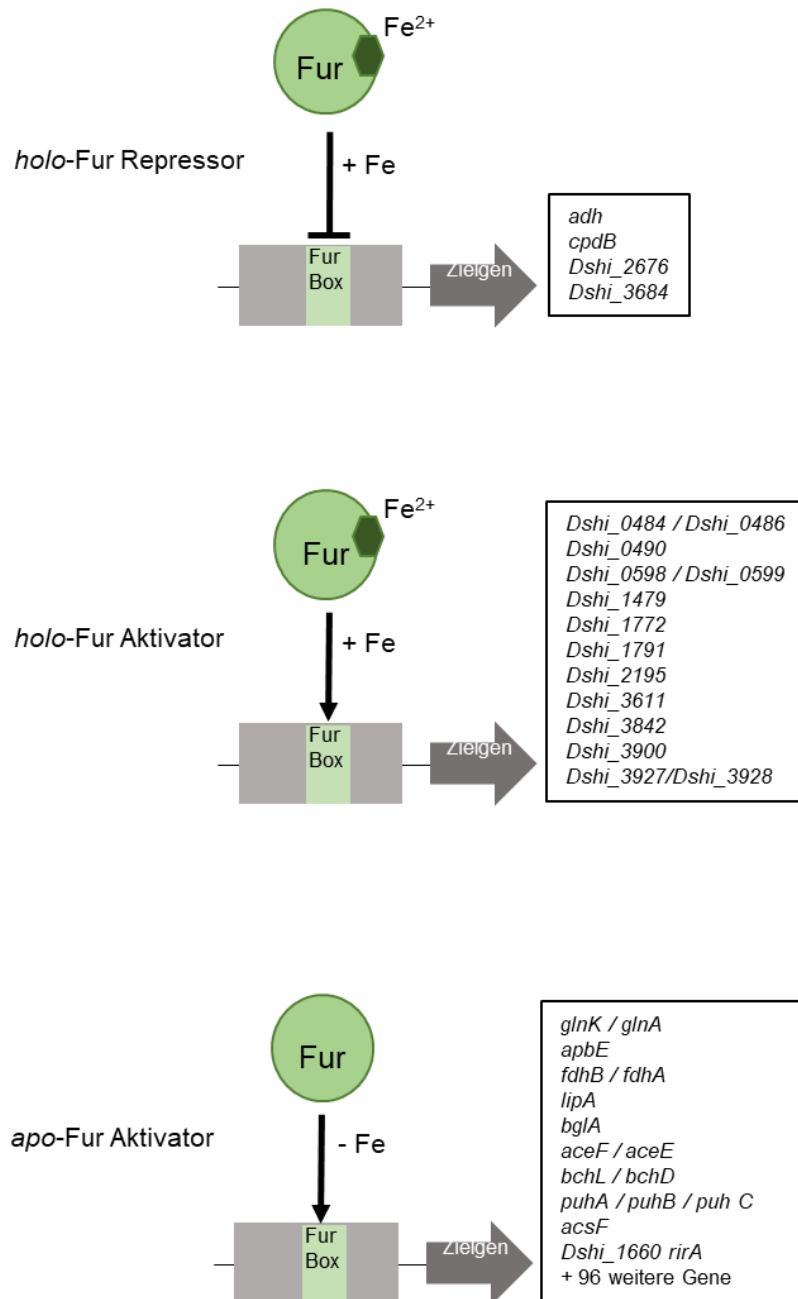 Fe2+
Fur
holo-Fur Repressor
+ Fe
Fur
Box
Zielgen
adh
cpdB
Dshi_2676
Dshi_3684
Fe2+
Fur
holo-Fur Aktivator
+ Fe
Fur
Box
Zielgen
Dshi_0484 / Dshi_0486
Dshi_0490
Dshi_0598 / Dshi_0599
Dshi_1479
Dshi_1772
Dshi_1791
Dshi_2195
Dshi_3611
Dshi_3842
Dshi_3900
Dshi_3927/Dshi_3928
Fur
apo-Fur Aktivator
- Fe
Fur
Box
Zielgen
glnK / glnA
apbE
fdhB / fdhA
lipA
bglA
aceF / aceE
bchL / bchD
puhA / puhB / puh C
acsF
Dshi_1660 rirA
+ 96 weitere Gene